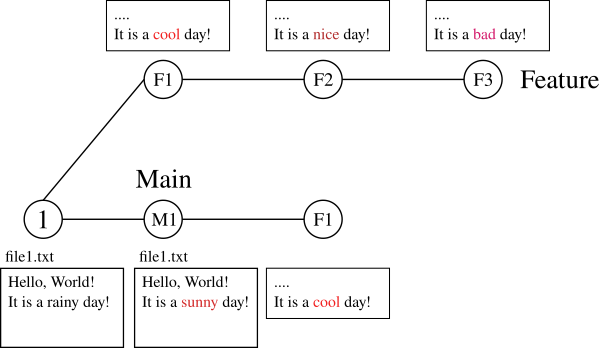 ....
It is a cool day!
....
It is a nice day!
....
It is a bad day!
F1
F2
F3
Feature
Main
1
M1
F1
file1.txt
Hello, World!
It is a rainy day!
file1.txt
Hello, World!
It is a sunny day!
....
It is a cool day!